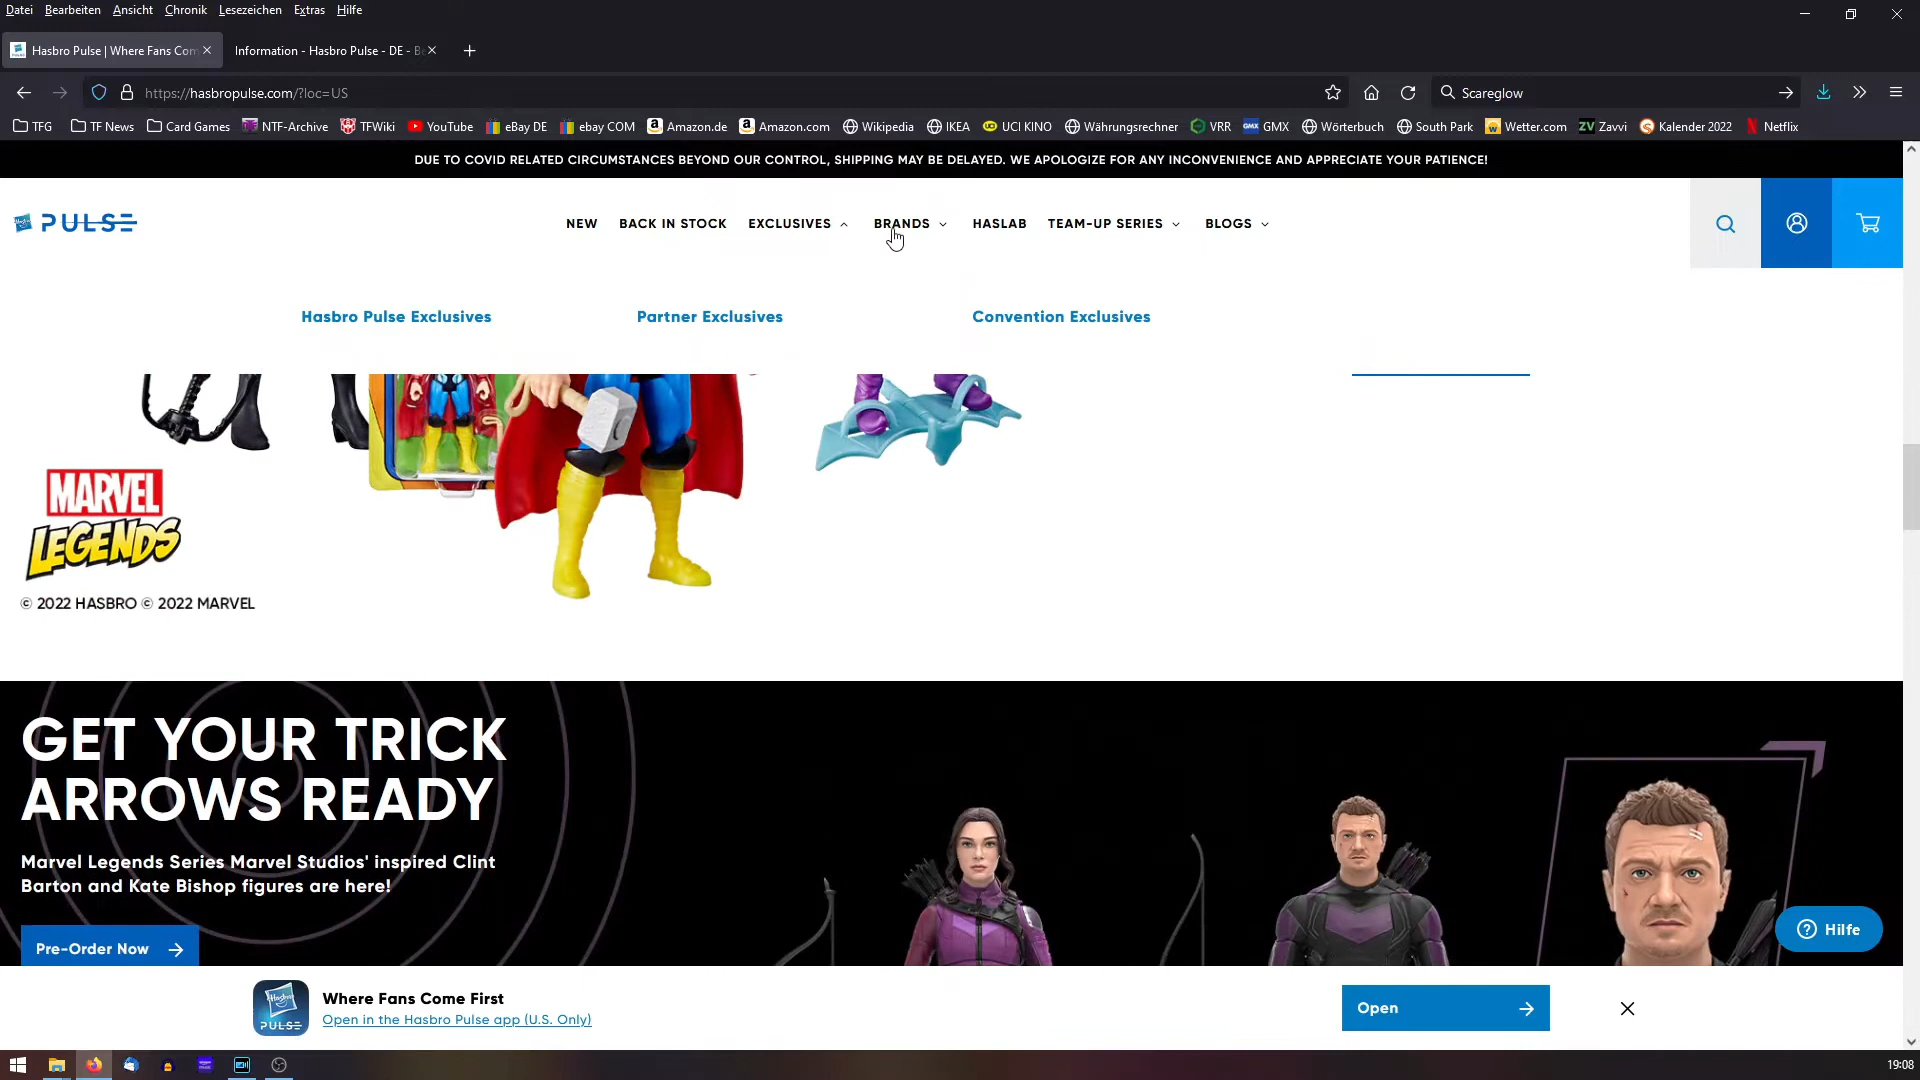 Datei Bearbeiten Ansicht Chronik Lesezeichen Extras Hilfe
Hasbro Pulse | Where Fans Com
Information - Hasbro Pulse - DE - Be
https://hasbropulse.com/?loc=US
Scareglow
TFG TF News Card Games NTF-Archive TFWiki YouTube eBay DE ebay COM Amazon.de Amazon.com Wikipedia IKEA UCI KINO Währungsrechner VRR GMX Wörterbuch South Park Wetter.com Zavvi Kalender 2022 Netflix
DUE TO COVID RELATED CIRCUMSTANCES BEYOND OUR CONTROL, SHIPPING MAY BE DELAYED. WE APOLOGIZE FOR ANY INCONVENIENCE AND APPRECIATE YOUR PATIENCE!
PULSE NEW BACK IN STOCK EXCLUSIVES BRANDS HASLAB TEAM-UP SERIES BLOGS
Hasbro Pulse Exclusives Partner Exclusives Convention Exclusives
MARVEL
LEGENDS
© 2022 HASBRO © 2022 MARVEL
GET YOUR TRICK
ARROWS READY
Marvel Legends Series Marvel Studios' inspired Clint
Barton and Kate Bishop figures are here!
Pre-Order Now
Hilfe
Hasbro
PULSE
Where Fans Come First
Open in the Hasbro Pulse app (U.S. Only)
Open
19:08